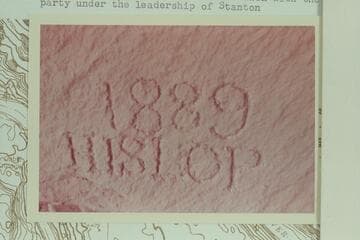 party under the leadership of Stanton
1889
HISLOP